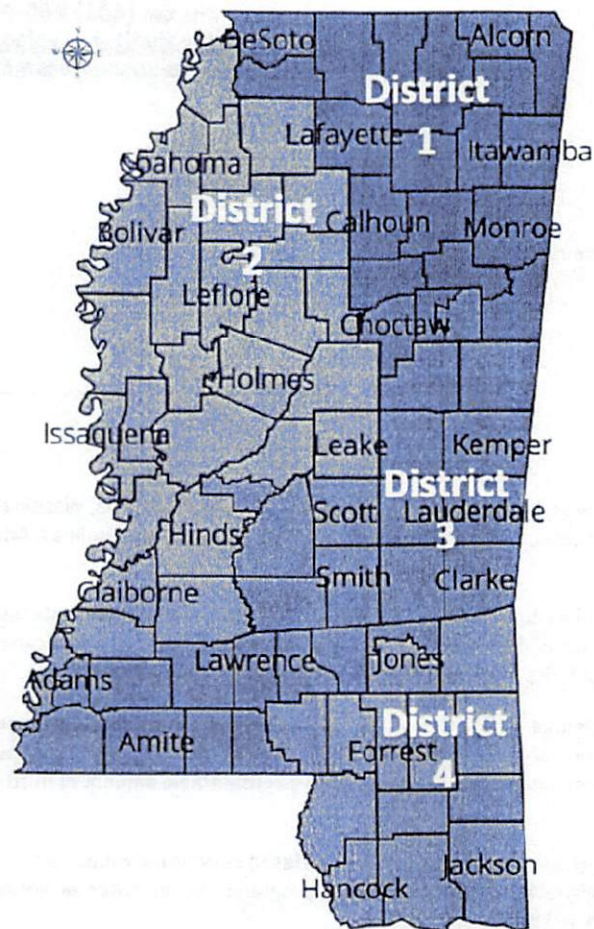 DeSoto
Alcorn
District
1
Lafayette
Itawamba
oahoma
District
2
Calhoun
Monroe
Bolivar
Leflore
Choctaw
Holmes
Issaquena
Leake
Kemper
District
3
Scott
Lauderdale
Hinds
Smith
Clarke
Claiborne
Lawrence
Jones
Adams
District
4
Amite
Forrest
Jackson
Hancock